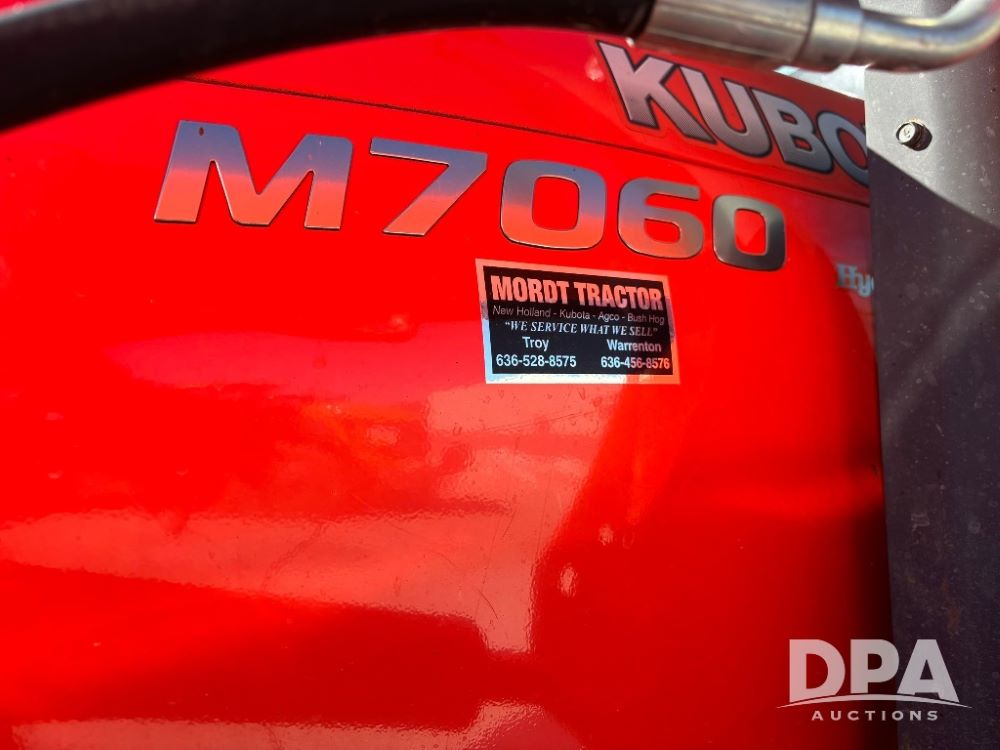 KUBO
M7060
Hy
MORDT TRACTOR
New Holland - Kubota - Agco - Bush Hog
"WE SERVICE WHAT WE SELL"
Troy Warrenton
636-528-8575 636-456-8576
DPA
AUCTIONS